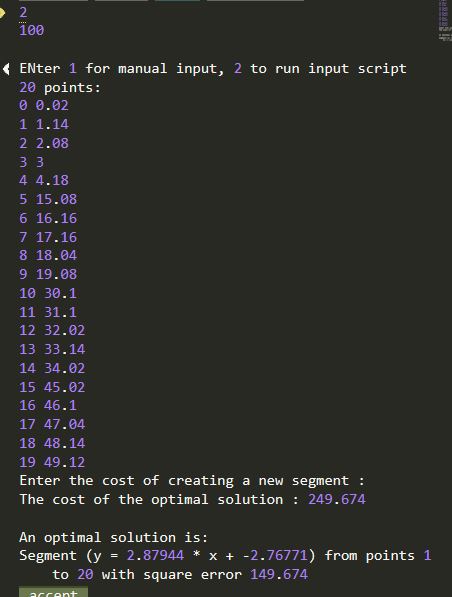 2
100
ENter 1 for manual input, 2 to run input script
20 points:
0 0.02
1 1.14
2 2.08
3 3
4 4.18
5 15.08
6 16.16
7 17.16
8 18.04
9 19.08
10 30.1
11 31.1
12 32.02
13 33.14
14 34.02
15 45.02
16 46.1
17 47.04
18 48.14
19 49.12
Enter the cost of creating a new segment :
The cost of the optimal solution : 249.674
An optimal solution is:
Segment (y = 2.87944 * x + -2.76771) from points 1
to 20 with square error 149.674
accept